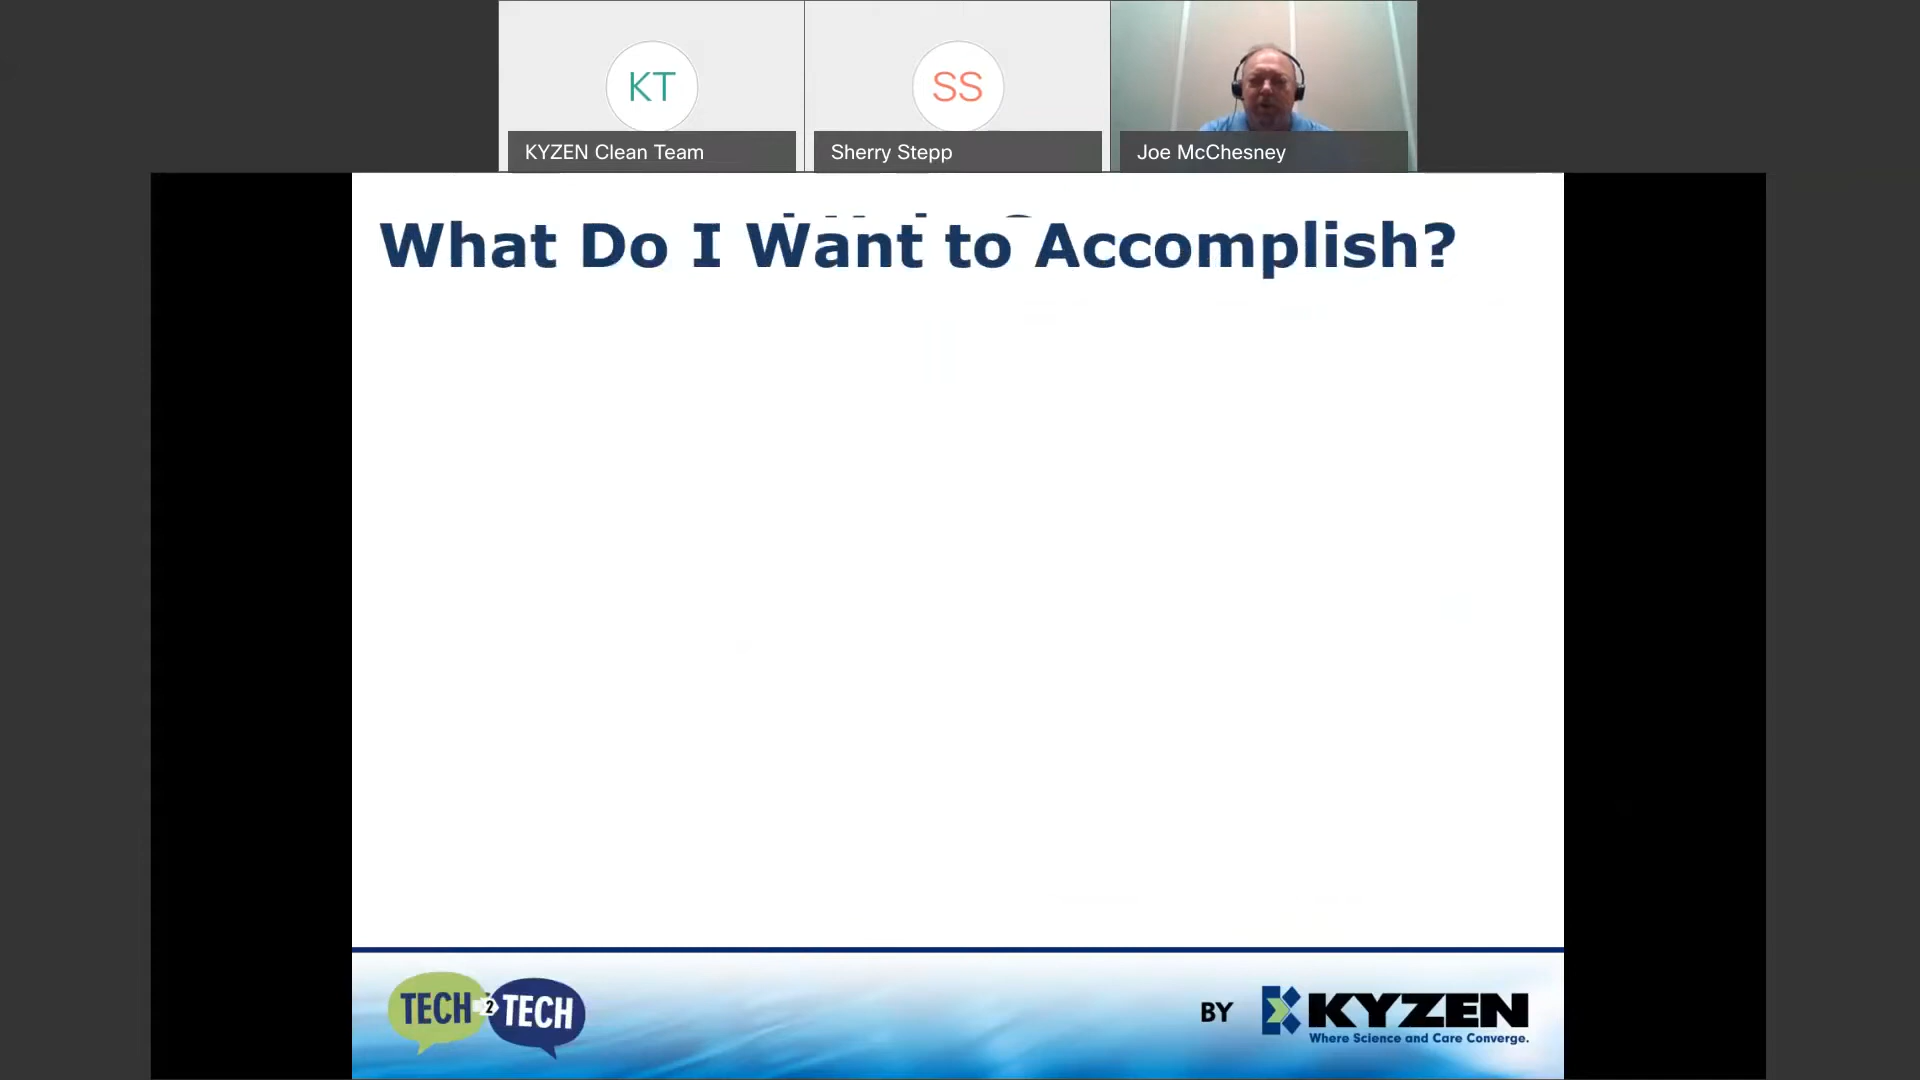 KT
SS
KYZEN Clean Team
Sherry Stepp
Joe McChesney
What Do I Want to Accomplish?
TECH 2 TECH
BY
KYZEN
Where Science and Care Converge.